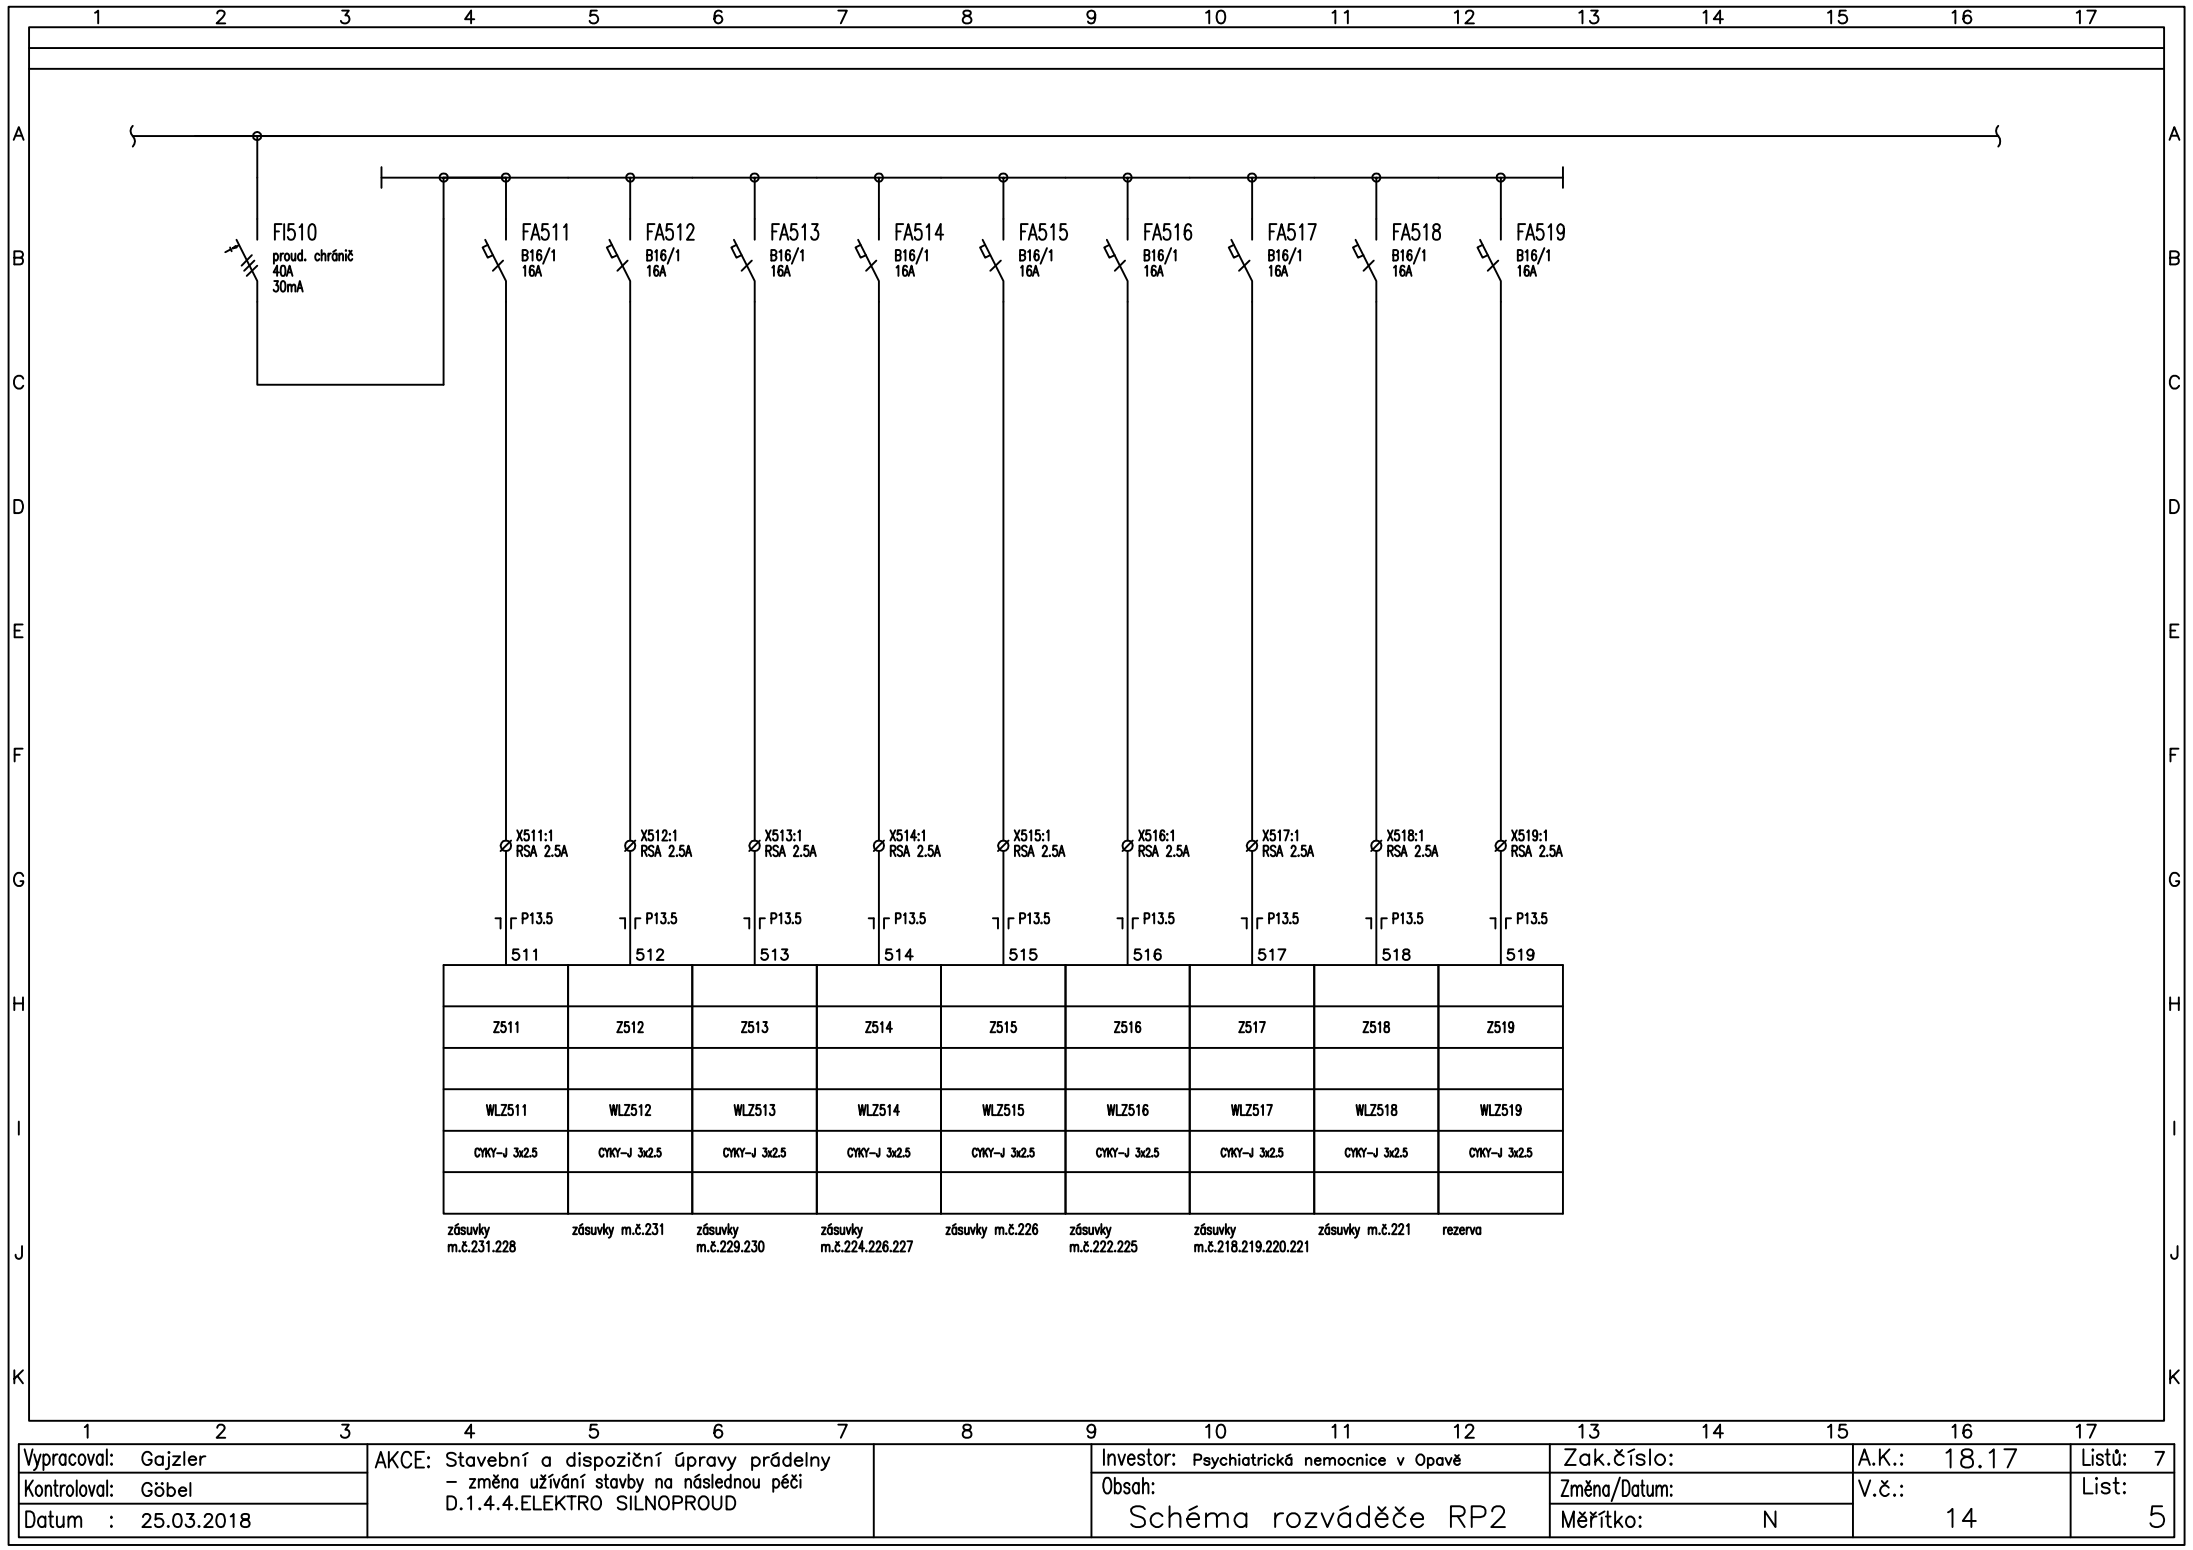 1 2 3 4 5 6 7 8 9 10 11 12 13 14 15 16 17
A A
FI510 FA511 FA512 FA513 FA514 FA515 FA516 FA517 FA518 FA519
B proud. chránič B16/1 B16/1 B16/1 B16/1 B16/1 B16/1 B16/1 B16/1 B16/1 B
40A 16A 16A 16A 16A 16A 16A 16A 16A 16A
30mA
C C
D D
E E
F F
X511:1 X512:1 X513:1 X514:1 X515:1 X516:1 X517:1 X518:1 X519:1
RSA 2.5A RSA 2.5A RSA 2.5A RSA 2.5A RSA 2.5A RSA 2.5A RSA 2.5A RSA 2.5A RSA 2.5A
G G
P13.5 P13.5 P13.5 P13.5 P13.5 P13.5 P13.5 P13.5 P13.5
511 512 513 514 515 516 517 518 519
H H
Z511 Z512 Z513 Z514 Z515 Z516 Z517 Z518 Z519
WLZ511 WLZ512 WLZ513 WLZ514 WLZ515 WLZ516 WLZ517 WLZ518 WLZ519
I I
CYKY-J 3x2.5 CYKY-J 3x2.5 CYKY-J 3x2.5 CYKY-J 3x2.5 CYKY-J 3x2.5 CYKY-J 3x2.5 CYKY-J 3x2.5 CYKY-J 3x2.5 CYKY-J 3x2.5
zásuvky zásuvky m.č.231 zásuvky zásuvky zásuvky m.č.226 zásuvky zásuvky zásuvky m.č.221 rezerva
J m.č.231.228 m.č.229.230 m.č.224.226.227 m.č.222.225 m.č.218.219.220.221 J
K K
1 2 3 4 5 6 7 8 9 10 11 12 13 14 15 16 17
Vypracoval: Gajzler
Kontroloval: Göbel
Datum : 25.03.2018
AKCE: Stavební a dispoziční úpravy prádelny
– změna užívání stavby na následnou péči
D.1.4.4.ELEKTRO SILNOPROUD
Investor: Psychiatrická nemocnice v Opavě
Obsah:
Schéma rozváděče RP2
Zak.číslo:
Změna/Datum:
Měřítko: N
A.K.: 18.17
V.č.:
14
Listů: 7
List:
5